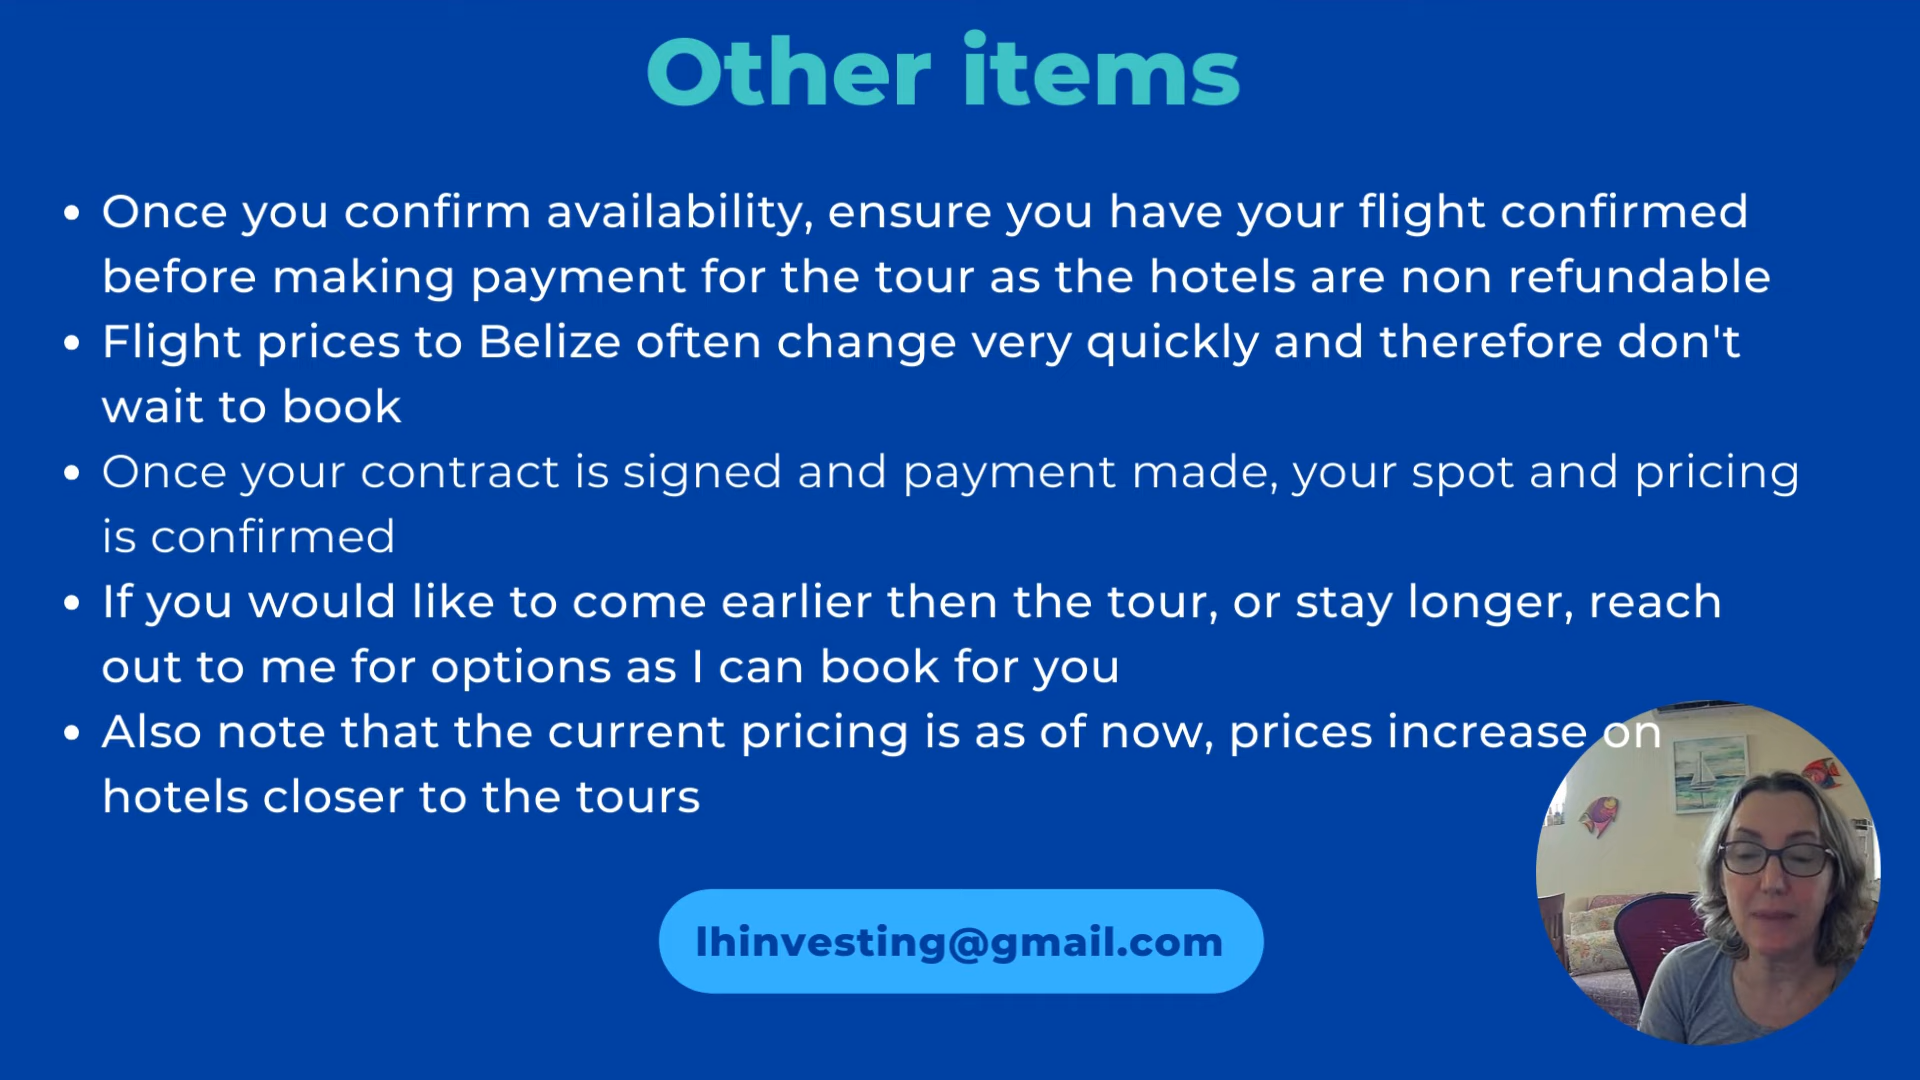 Other items
• Once you confirm availability, ensure you have your flight confirmed
before making payment for the tour as the hotels are non refundable
• Flight prices to Belize often change very quickly and therefore don't
wait to book
• Once your contract is signed and payment made, your spot and pricing
is confirmed
• If you would like to come earlier then the tour, or stay longer, reach
out to me for options as I can book for you
• Also note that the current pricing is as of now, prices increase on
hotels closer to the tours
lhinvesting@gmail.com